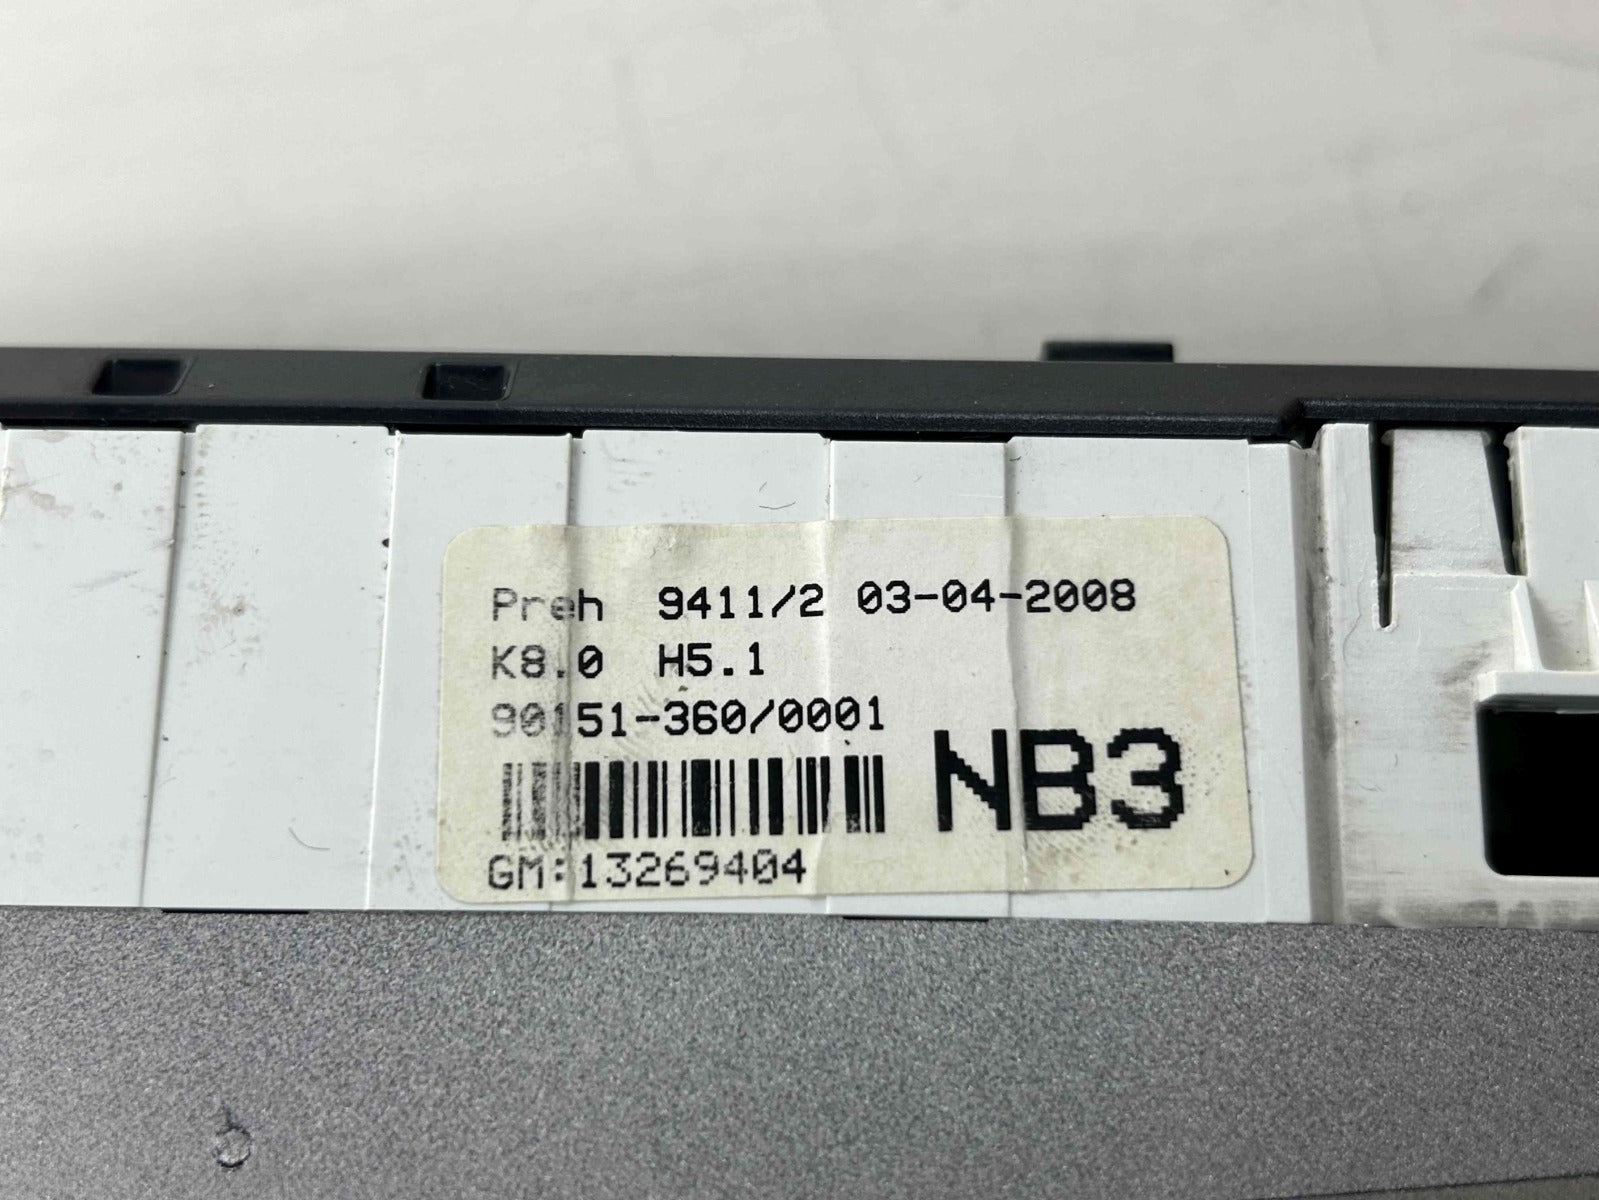 Preh 9411/2 03-04-2008
K8.0 H5.1
90151-360/0001
NB3
GM:13269404